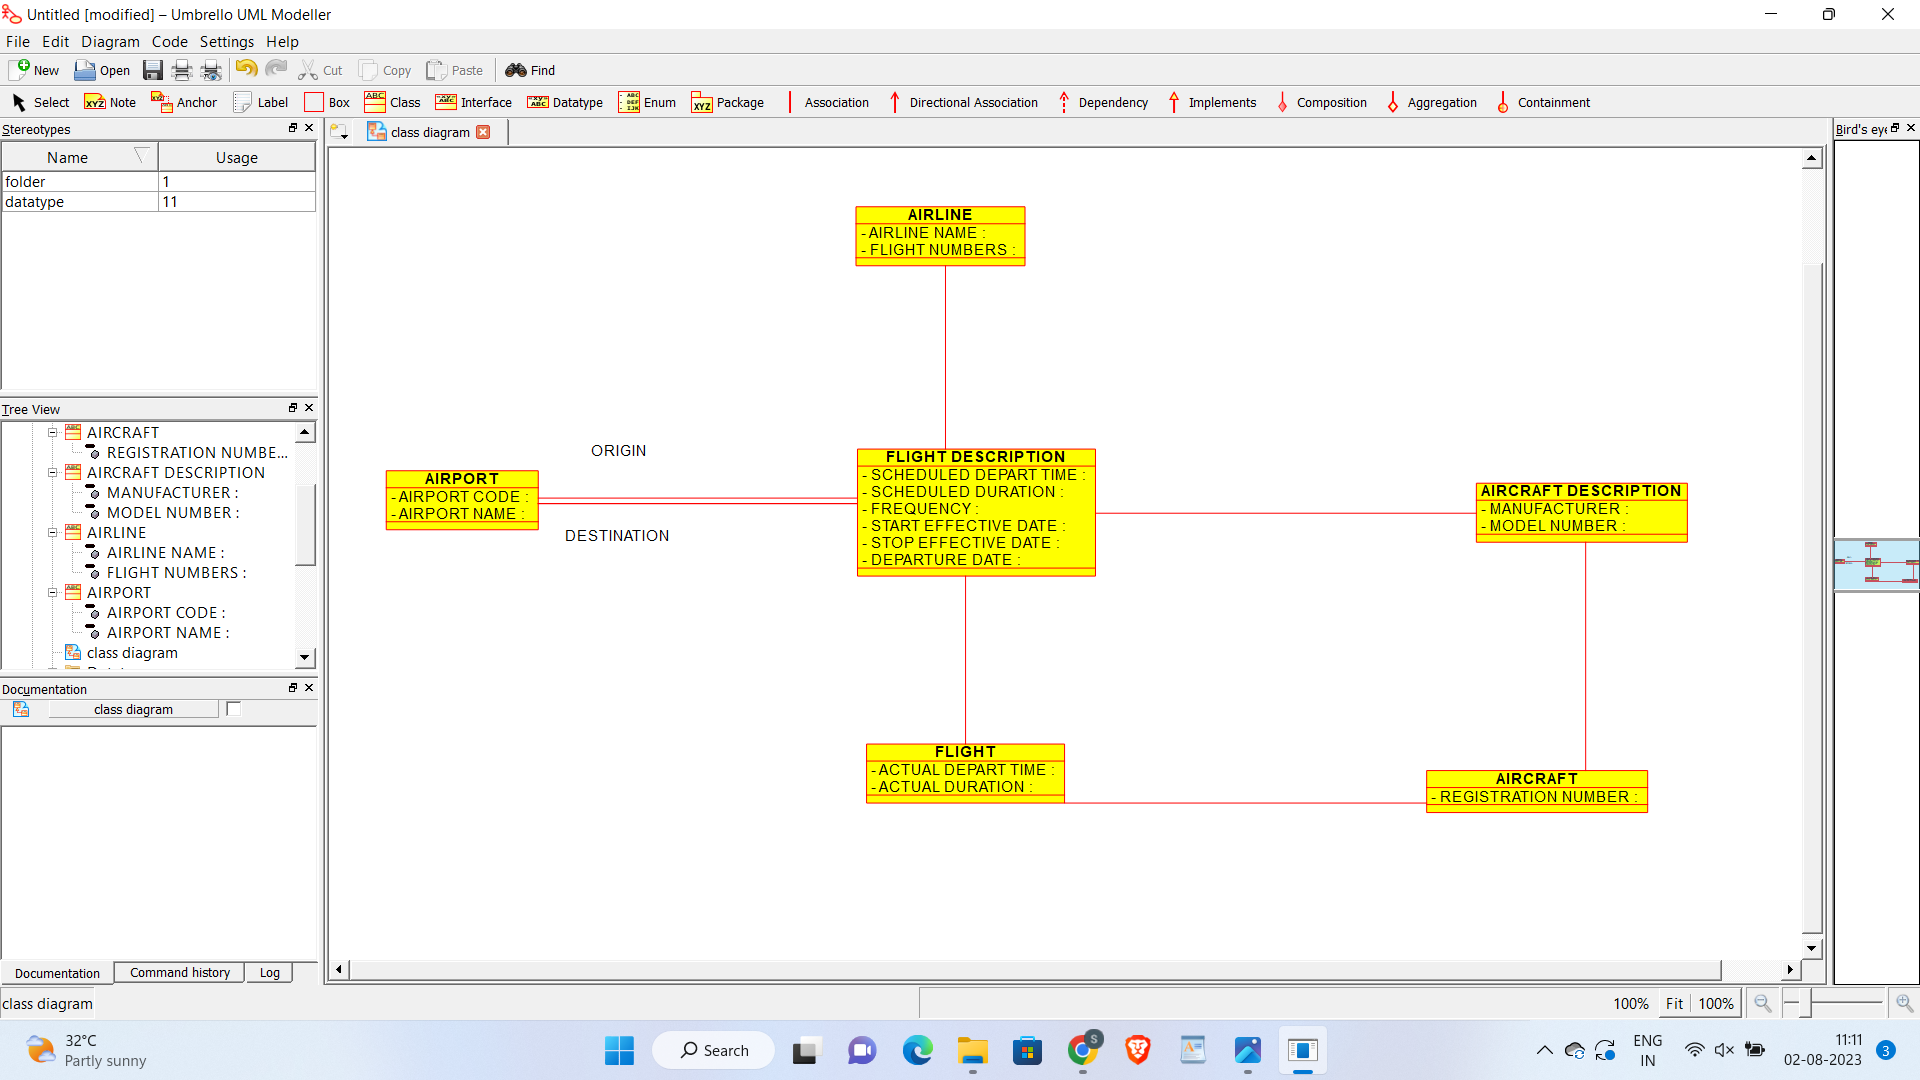 Untitled [modified] – Umbrello UML Modeller
File Edit Diagram Code Settings Help
New Open Cut Copy Paste Find
Select Note Anchor Label Box Class Interface Datatype Enum Package Association Directional Association Dependency Implements Composition Aggregation Containment
Stereotypes
Name Usage
folder 1
datatype 11
Tree View
AIRCRAFT
REGISTRATION NUMBE...
AIRCRAFT DESCRIPTION
MANUFACTURER :
MODEL NUMBER :
AIRLINE
AIRLINE NAME :
FLIGHT NUMBERS :
AIRPORT
AIRPORT CODE :
AIRPORT NAME :
class diagram
Documentation
class diagram
Documentation Command history Log
class diagram
class diagram
AIRLINE
- AIRLINE NAME :
- FLIGHT NUMBERS :
ORIGIN
AIRPORT
- AIRPORT CODE :
- AIRPORT NAME :
DESTINATION
FLIGHT DESCRIPTION
- SCHEDULED DEPART TIME :
- SCHEDULED DURATION :
- FREQUENCY :
- START EFFECTIVE DATE :
- STOP EFFECTIVE DATE :
- DEPARTURE DATE :
AIRCRAFT DESCRIPTION
- MANUFACTURER :
- MODEL NUMBER :
FLIGHT
- ACTUAL DEPART TIME :
- ACTUAL DURATION :
AIRCRAFT
- REGISTRATION NUMBER :
Bird's eye
100% Fit 100%
32°C
Partly sunny
Search
S
ENG
IN
11:11
02-08-2023
3